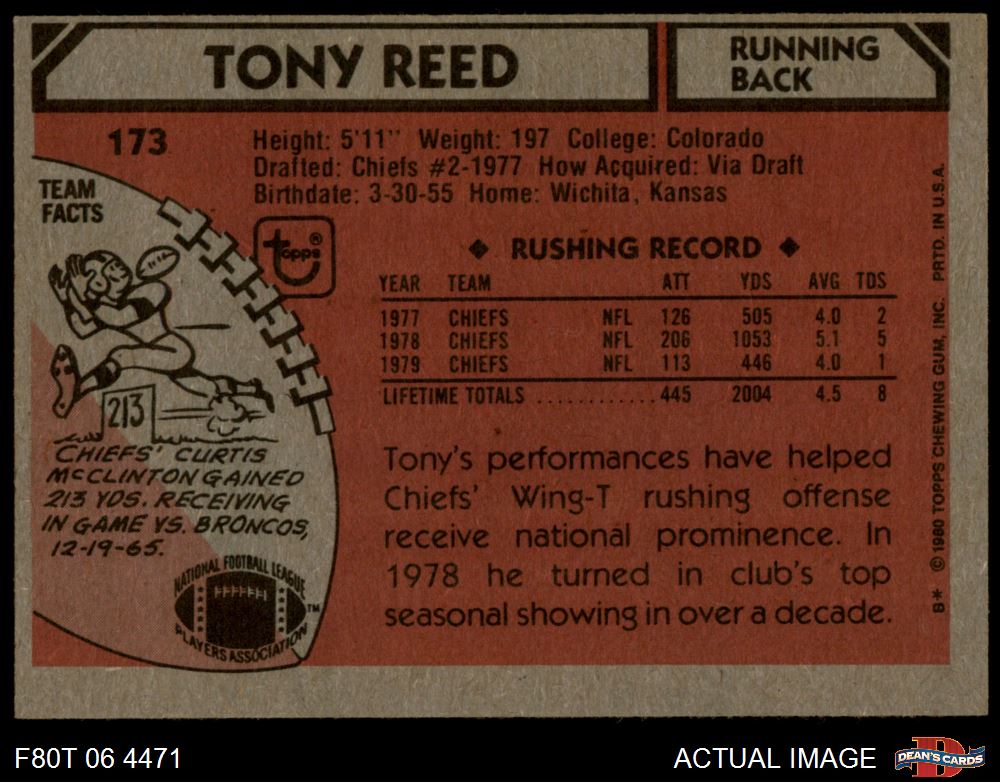 TONY REED
RUNNING
BACK
173
Height: 5'11" Weight: 197 College: Colorado
Drafted: Chiefs #2-1977 How Acquired: Via Draft
Birthdate: 3-30-55 Home: Wichita, Kansas
TEAM
FACTS
topps®
◆ RUSHING RECORD ◆
YEAR TEAM ATT YDS AVG TDS
1977 CHIEFS NFL 126 505 4.0 2
1978 CHIEFS NFL 206 1053 5.1 5
1979 CHIEFS NFL 113 446 4.0 1
LIFETIME TOTALS ............ 445 2004 4.5 8
213
CHIEFS' CURTIS
McCLINTON GAINED
213 YDS. RECEIVING
IN GAME VS. BRONCOS,
12-19-65.
NATIONAL FOOTBALL LEAGUE
PLAYERS ASSOCIATION™
Tony's performances have helped
Chiefs' Wing-T rushing offense
receive national prominence. In
1978 he turned in club's top
seasonal showing in over a decade.
B* © 1980 TOPPS CHEWING GUM, INC. PRTD. IN U.S.A.
F80T 06 4471
ACTUAL IMAGE
D
DEAN'S CARDS